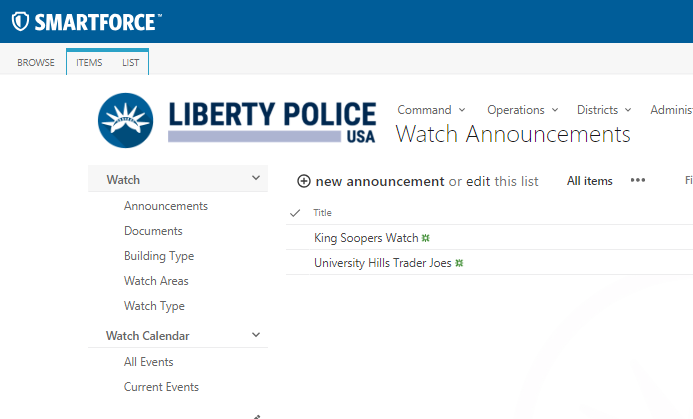 SMARTFORCE™
BROWSE ITEMS LIST
LIBERTY POLICE
USA
Command Operations Districts Adminis
Watch Announcements
Watch
Announcements
Documents
Building Type
Watch Areas
Watch Type
Watch Calendar
All Events
Current Events
new announcement or edit this list All items ••• Fi
Title
King Soopers Watch
University Hills Trader Joes